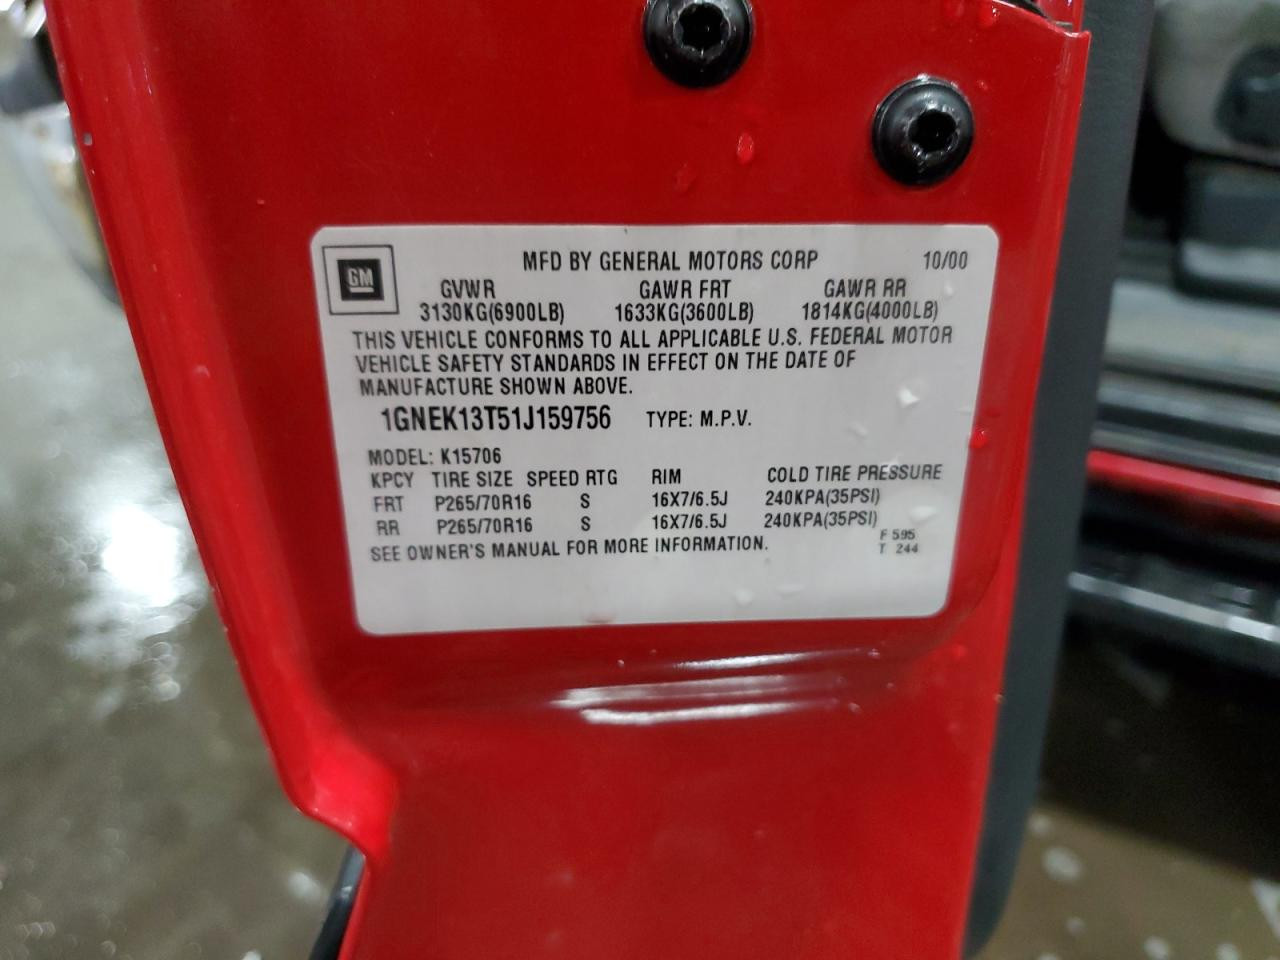 GM
MFD BY GENERAL MOTORS CORP 10/00
GVWR GAWR FRT GAWR RR
3130KG(6900LB) 1633KG(3600LB) 1814KG(4000LB)
THIS VEHICLE CONFORMS TO ALL APPLICABLE U.S. FEDERAL MOTOR
VEHICLE SAFETY STANDARDS IN EFFECT ON THE DATE OF
MANUFACTURE SHOWN ABOVE.
1GNEK13T51J159756 TYPE: M.P.V.
MODEL: K15706
KPCY TIRE SIZE SPEED RTG RIM COLD TIRE PRESSURE
FRT P265/70R16 S 16X7/6.5J 240KPA(35PSI)
RR P265/70R16 S 16X7/6.5J 240KPA(35PSI)
SEE OWNER'S MANUAL FOR MORE INFORMATION.
F 595
T 244